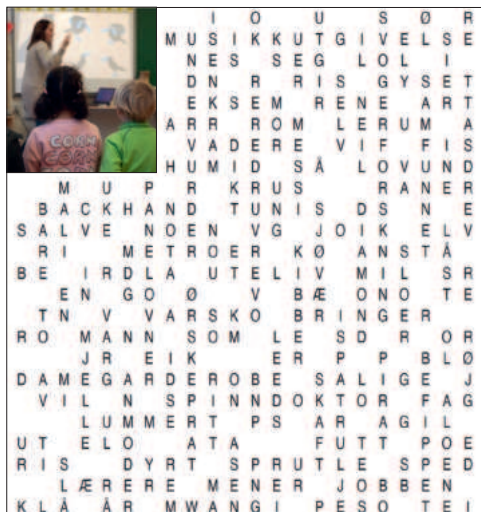 I O U S Ø R
MUSIKKUTGIVELSE
NES SEG LOL I
DN R RIS GYSET
EKSEM RENE ART
ARR ROM LERUM A
VADERE VIF FIS
HUMID SÅ LOVUND
M U P R KRUS RANER
BACKHAND TUNIS DS N E
SALVE NOEN VG JOIK ELV
RI METROER KØ ANSTÅ
BE IRDLA UTELIV MIL SR
EN GO Ø V BÆ ONO TE
TN V VARSKO BRINGER
RO MANN SOM LE SD R OR
JR EIK ER P P BLØ
DAMEGARDEROBE SALIGE J
VIL N SPINNDOKTOR FAG
LUMMERT PS AR AGIL
UT ELO ATA FUTT POE
RIS DYRT SPRUTLE SPED
LÆRERE MENER JOBBEN
KLÅ ÅR MWANGI PESO TEI
CORN
CORN